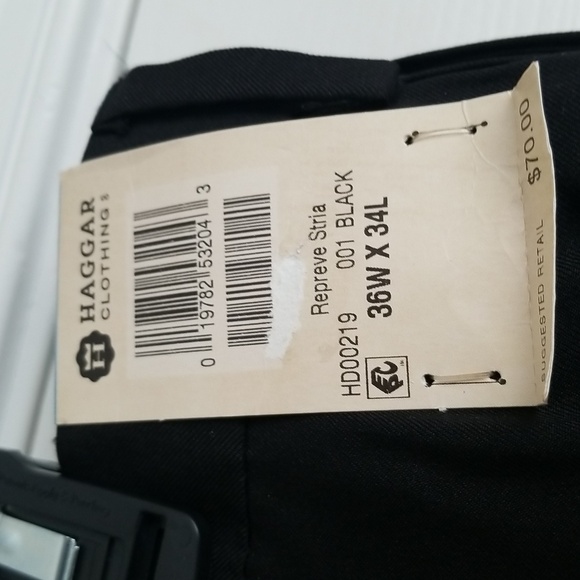 HAGGAR
CLOTHING
H
0 19782 53204 3
Repreve Stria
HD00219 001 BLACK
36W X 34L
SUGGESTED RETAIL $70.00